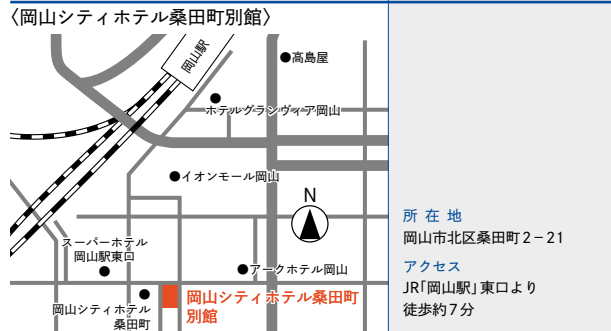 〈岡山シティホテル桑田町別館〉
岡山駅
高島屋
ホテルグランヴィア岡山
イオンモール岡山
N
スーパーホテル
岡山駅東口
アークホテル岡山
岡山シティホテル
桑田町
岡山シティホテル桑田町
別館
所在地
岡山市北区桑田町2－21
アクセス
JR「岡山駅」東口より
徒歩約7分